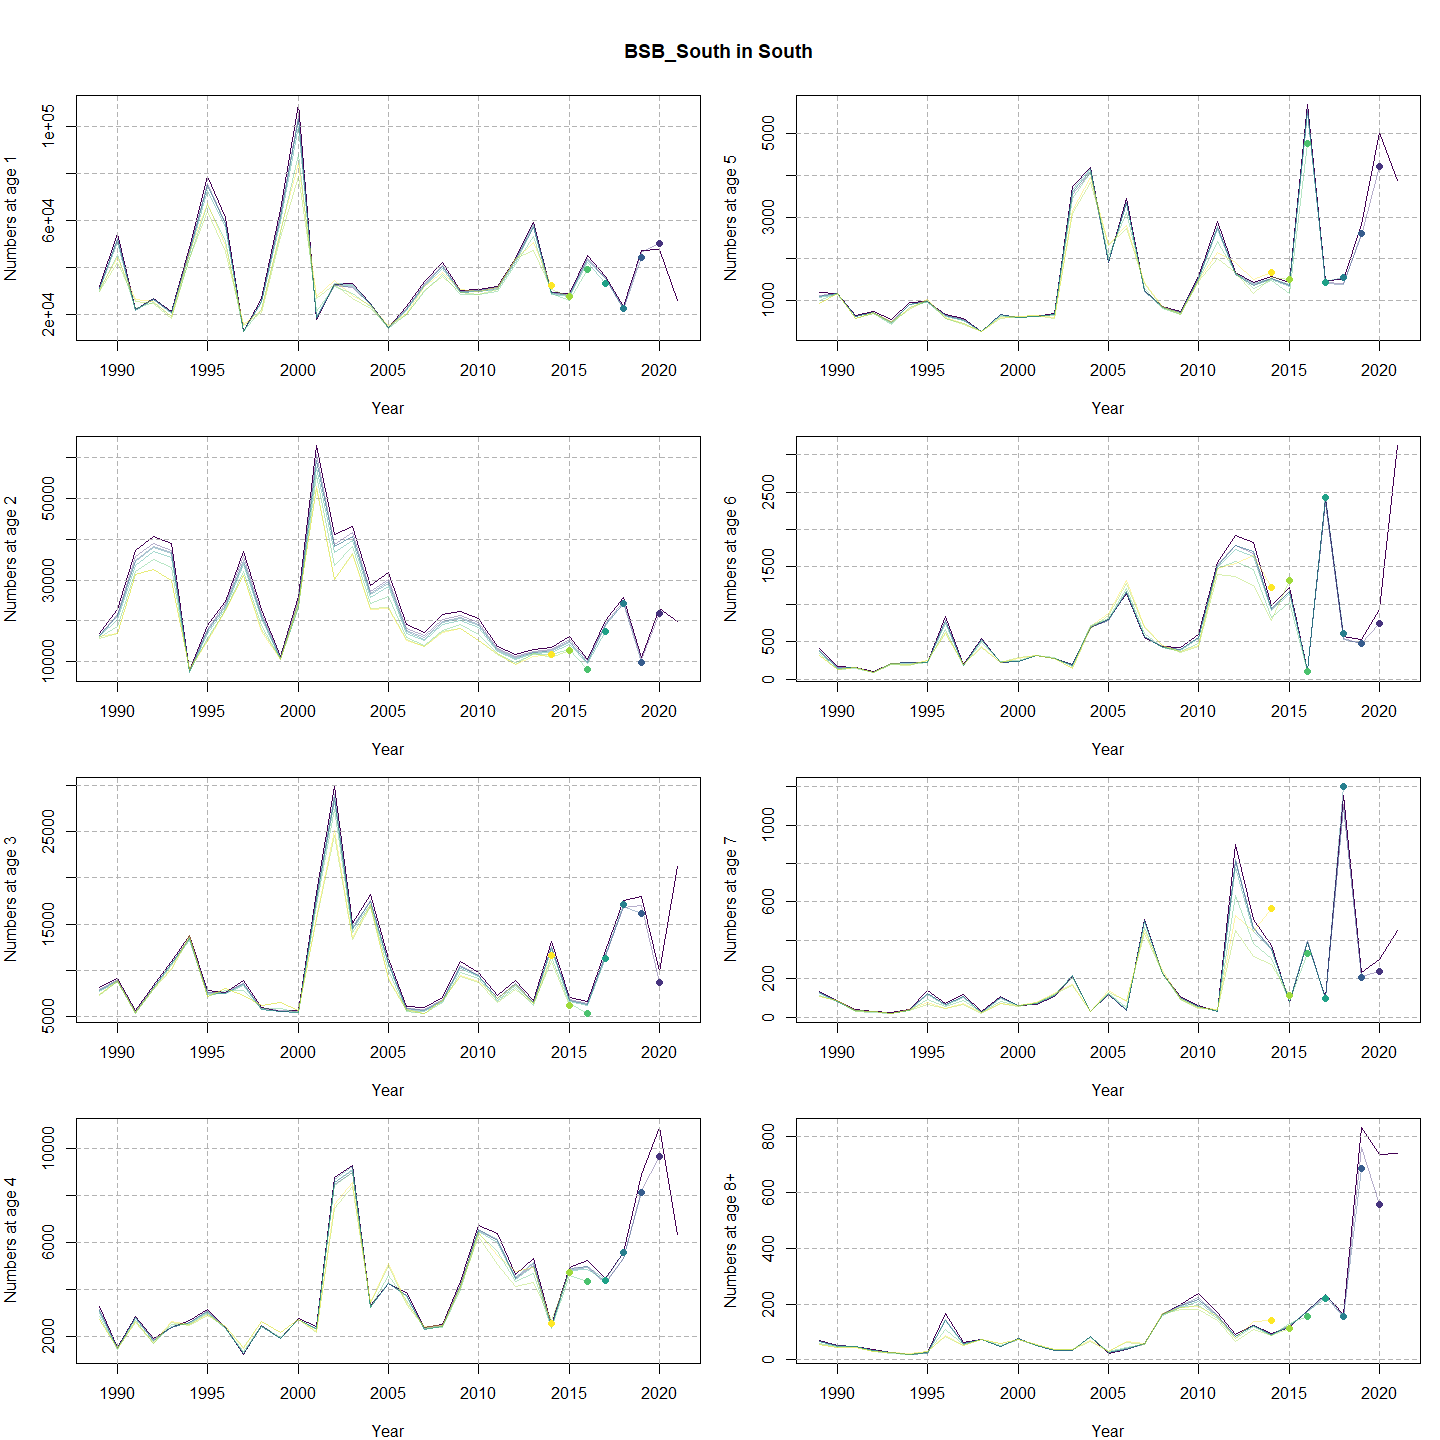 BSB_South in South
Numbers at age 1
2e+04 6e+04 1e+05
1990 1995 2000 2005 2010 2015 2020
Year
Numbers at age 5
1000 3000 5000
1990 1995 2000 2005 2010 2015 2020
Year
Numbers at age 2
10000 30000 50000
1990 1995 2000 2005 2010 2015 2020
Year
Numbers at age 6
0 500 1500 2500
1990 1995 2000 2005 2010 2015 2020
Year
Numbers at age 3
5000 15000 25000
1990 1995 2000 2005 2010 2015 2020
Year
Numbers at age 7
0 200 600 1000
1990 1995 2000 2005 2010 2015 2020
Year
Numbers at age 4
2000 6000 10000
1990 1995 2000 2005 2010 2015 2020
Year
Numbers at age 8+
0 200 400 600 800
1990 1995 2000 2005 2010 2015 2020
Year